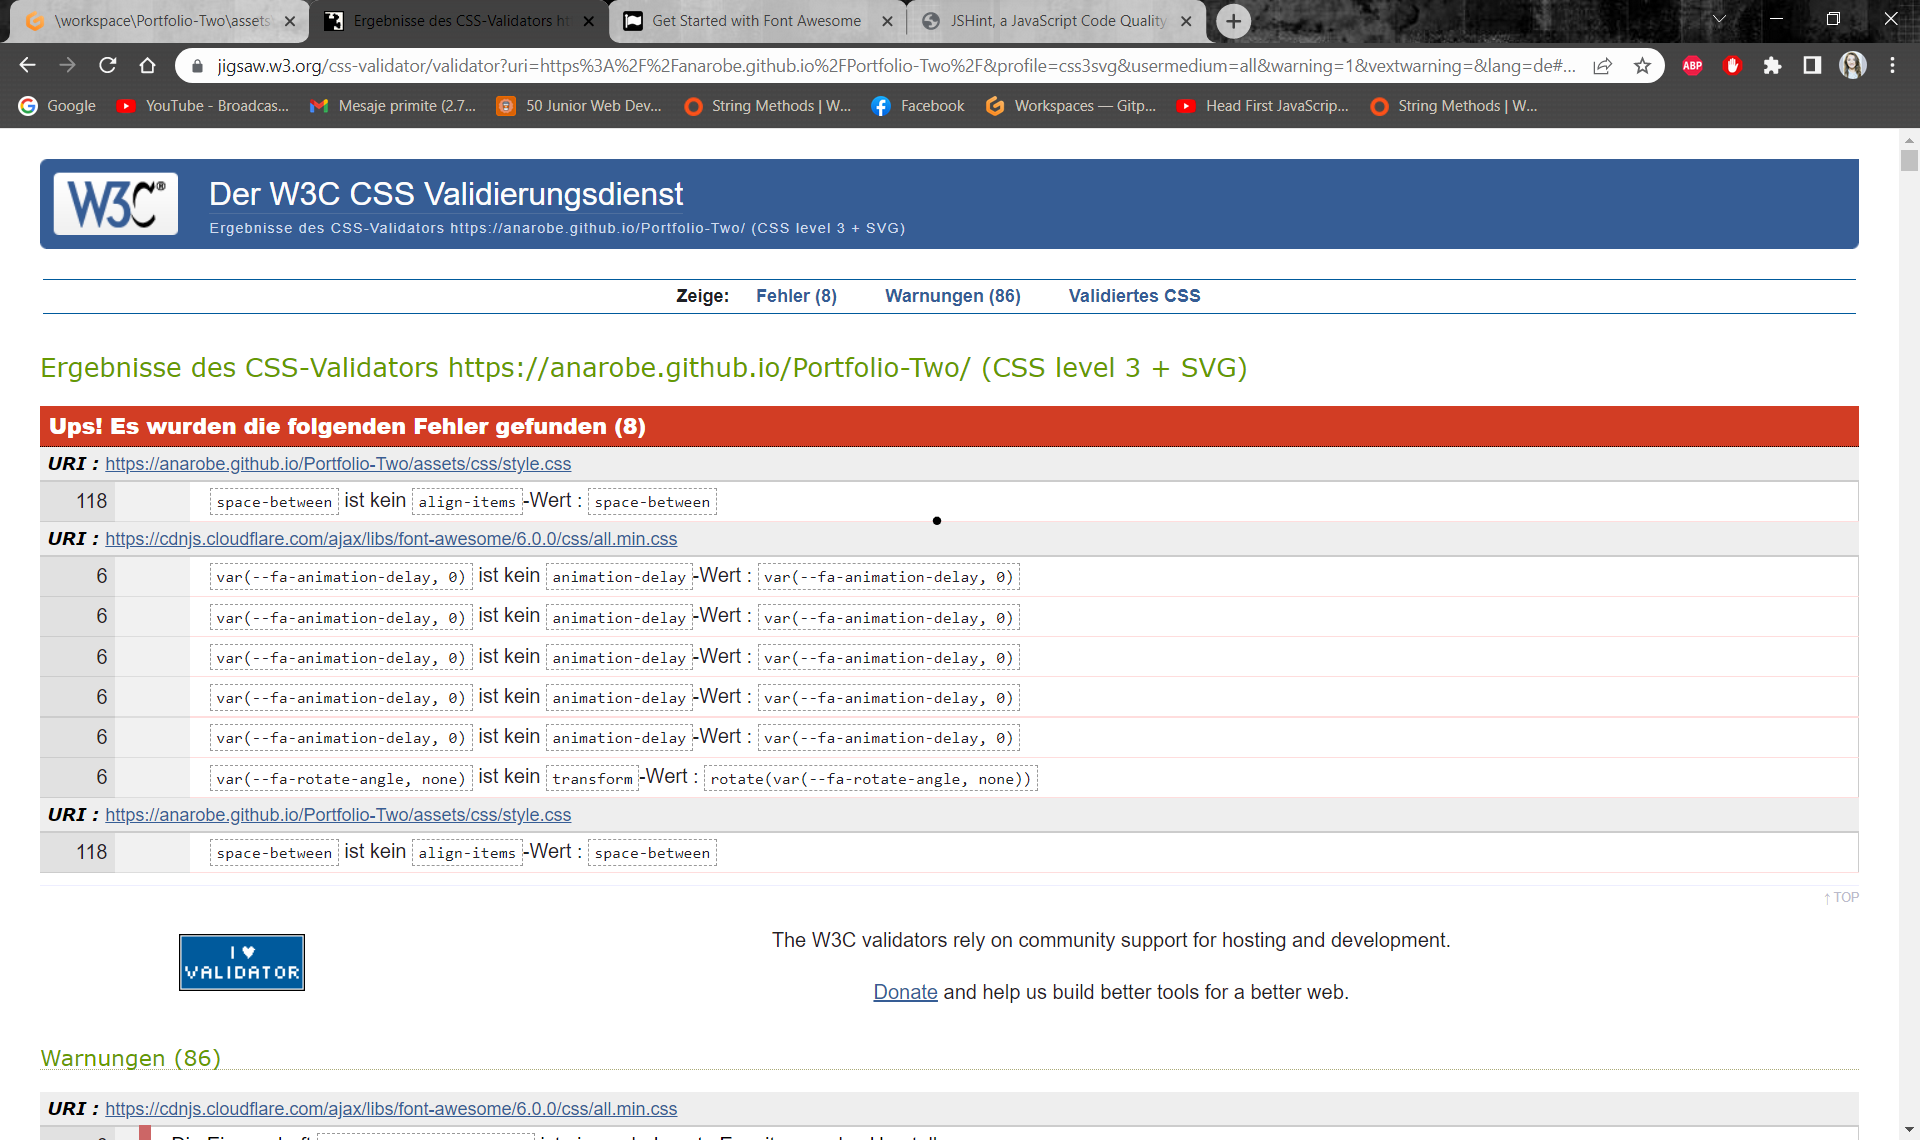 \workspace\Portfolio-Two\assets
Ergebnisse des CSS-Validators ht
Get Started with Font Awesome
JSHint, a JavaScript Code Quality
jigsaw.w3.org/css-validator/validator?uri=https%3A%2F%2Fanarobe.github.io%2FPortfolio-Two%2F&profile=css3svg&usermedium=all&warning=1&vextwarning=&lang=de#...
ABP
Google
YouTube - Broadcas...
Mesaje primite (2.7...
50 Junior Web Dev...
String Methods | W...
Facebook
Workspaces — Gitp...
Head First JavaScrip...
String Methods | W...
W3C®
Der W3C CSS Validierungsdienst
Ergebnisse des CSS-Validators https://anarobe.github.io/Portfolio-Two/ (CSS level 3 + SVG)
Zeige: Fehler (8) Warnungen (86) Validiertes CSS
Ergebnisse des CSS-Validators https://anarobe.github.io/Portfolio-Two/ (CSS level 3 + SVG)
Ups! Es wurden die folgenden Fehler gefunden (8)
URI : https://anarobe.github.io/Portfolio-Two/assets/css/style.css
118 space-between ist kein align-items-Wert : space-between
URI : https://cdnjs.cloudflare.com/ajax/libs/font-awesome/6.0.0/css/all.min.css
6 var(--fa-animation-delay, 0) ist kein animation-delay-Wert : var(--fa-animation-delay, 0)
6 var(--fa-animation-delay, 0) ist kein animation-delay-Wert : var(--fa-animation-delay, 0)
6 var(--fa-animation-delay, 0) ist kein animation-delay-Wert : var(--fa-animation-delay, 0)
6 var(--fa-animation-delay, 0) ist kein animation-delay-Wert : var(--fa-animation-delay, 0)
6 var(--fa-animation-delay, 0) ist kein animation-delay-Wert : var(--fa-animation-delay, 0)
6 var(--fa-rotate-angle, none) ist kein transform-Wert : rotate(var(--fa-rotate-angle, none))
URI : https://anarobe.github.io/Portfolio-Two/assets/css/style.css
118 space-between ist kein align-items-Wert : space-between
↑ TOP
I ♥
VALIDATOR
The W3C validators rely on community support for hosting and development.
Donate and help us build better tools for a better web.
Warnungen (86)
URI : https://cdnjs.cloudflare.com/ajax/libs/font-awesome/6.0.0/css/all.min.css